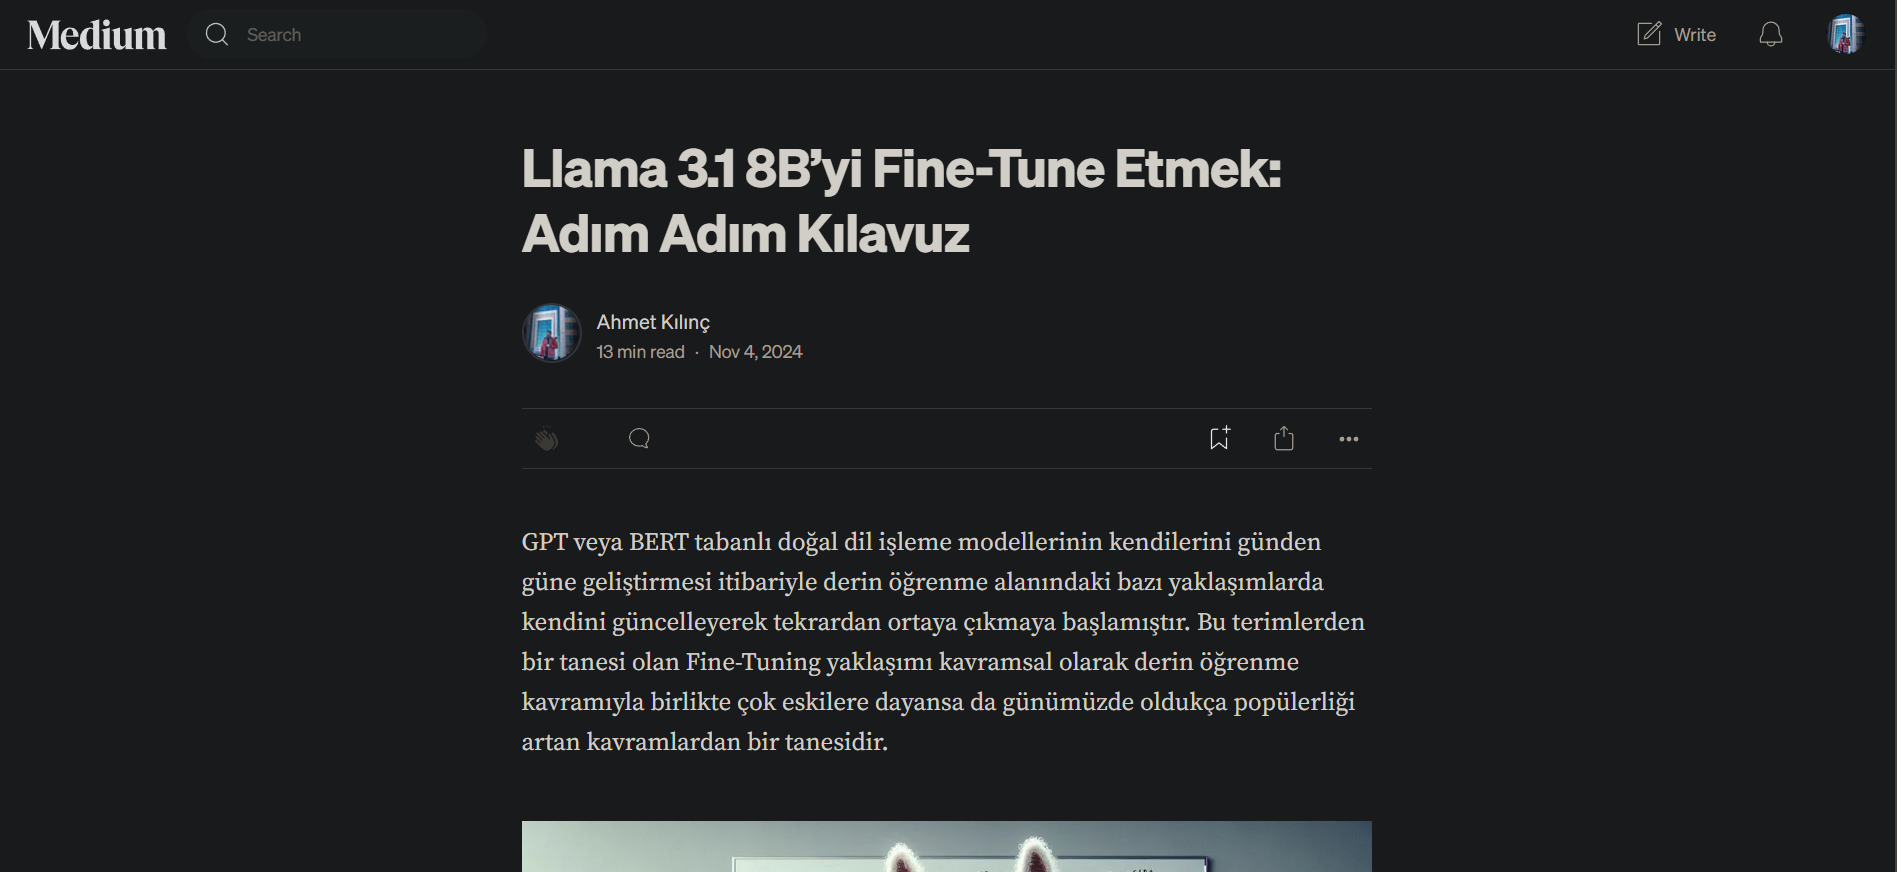 Medium
Search
Write
Llama 3.1 8B’yi Fine-Tune Etmek:
Adım Adım Kılavuz
Ahmet Kılınç
13 min read · Nov 4, 2024
GPT veya BERT tabanlı doğal dil işleme modellerinin kendilerini günden
güne geliştirmesi itibariyle derin öğrenme alanındaki bazı yaklaşımlarda
kendini güncelleyerek tekrardan ortaya çıkmaya başlamıştır. Bu terimlerden
bir tanesi olan Fine-Tuning yaklaşımı kavramsal olarak derin öğrenme
kavramıyla birlikte çok eskilere dayansa da günümüzde oldukça popülerliği
artan kavramlardan bir tanesidir.